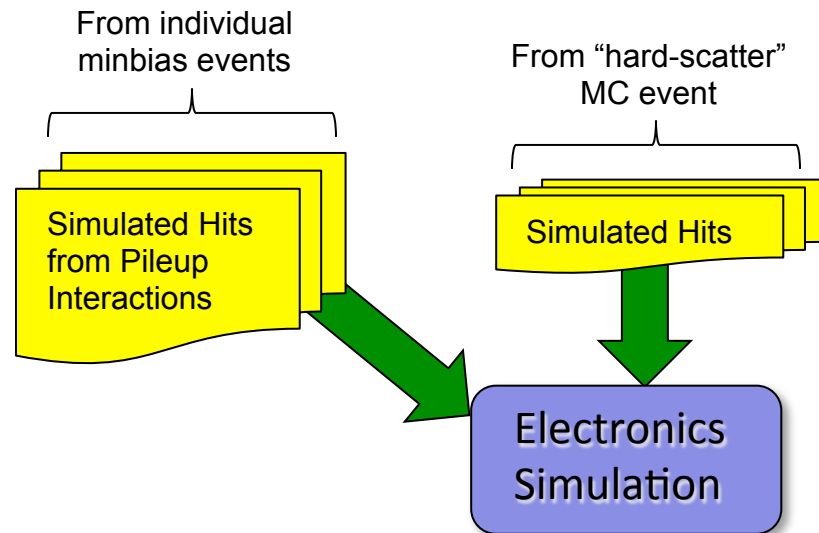 From individual
minbias events
From “hard-scatter”
MC event
Simulated Hits
from Pileup
Interactions
Simulated Hits
Electronics
Simulation